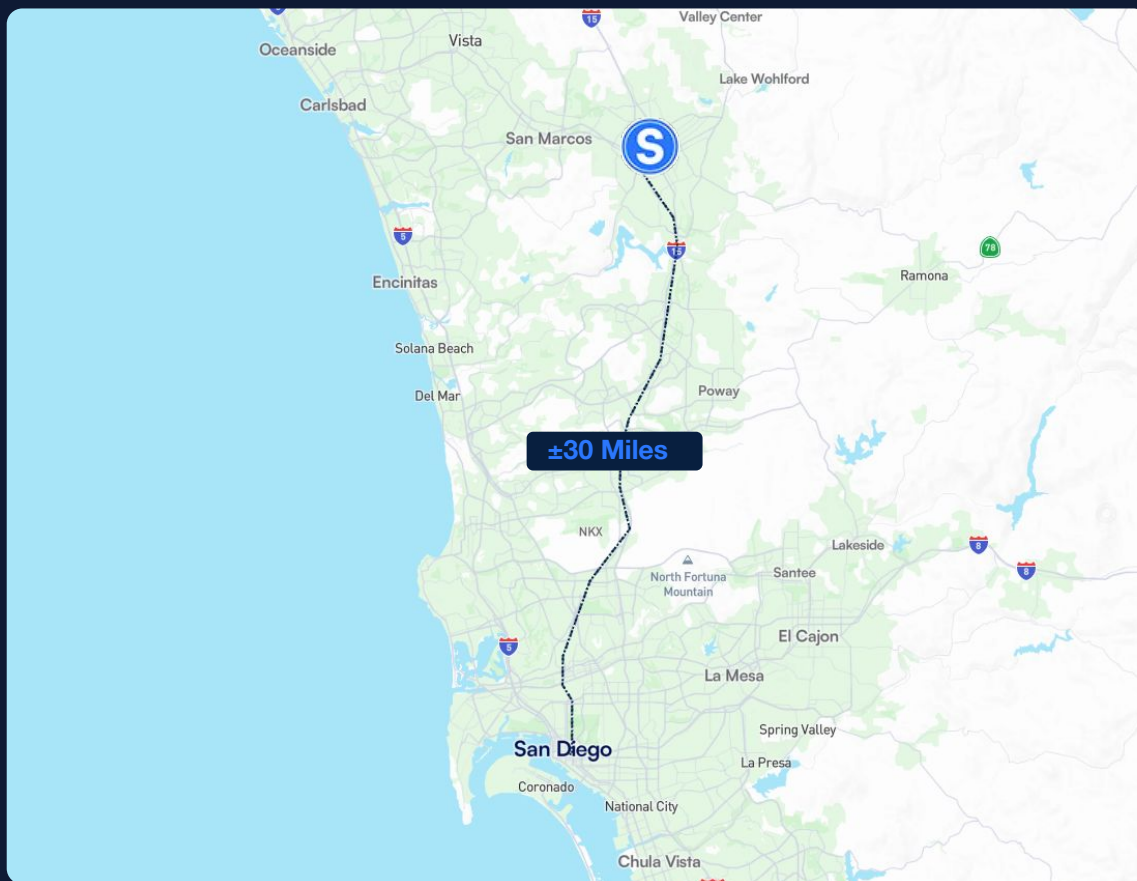 15
Valley Center
Oceanside
Vista
Lake Wohlford
Carlsbad
San Marcos
S
5
15
78
Ramona
Encinitas
Solana Beach
Del Mar
Poway
±30 Miles
NKX
Lakeside
8
8
North Fortuna
Mountain
Santee
El Cajon
5
La Mesa
Spring Valley
San Diego
La Presa
Coronado
National City
Chula Vista